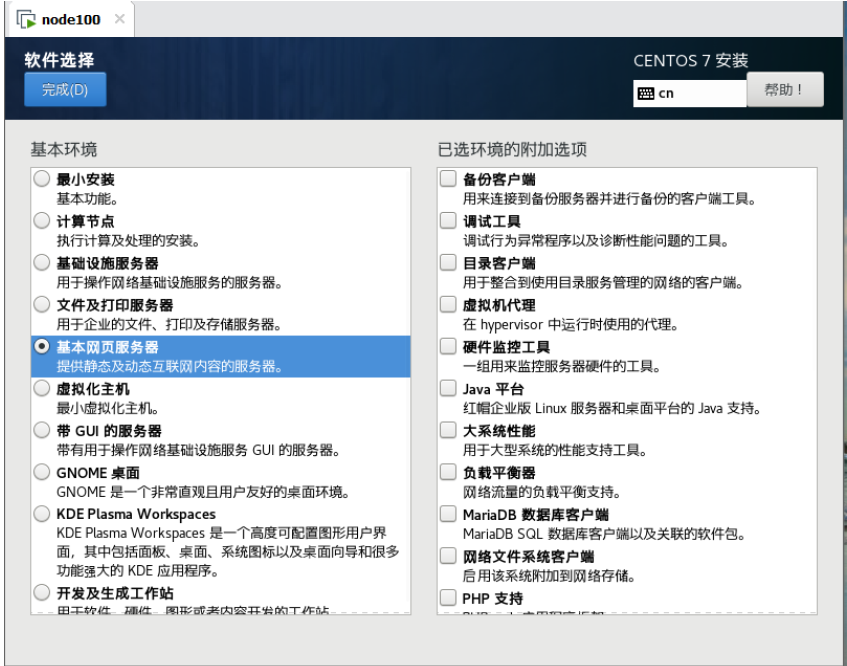 node100
软件选择
完成(D)
CENTOS 7 安装
cn
帮助！
基本环境
最小安装
基本功能。
计算节点
执行计算及处理的安装。
基础设施服务器
用于操作网络基础设施服务的服务器。
文件及打印服务器
用于企业的文件、打印及存储服务器。
基本网页服务器
提供静态及动态互联网内容的服务器。
虚拟化主机
最小虚拟化主机。
带 GUI 的服务器
带有用于操作网络基础设施服务 GUI 的服务器。
GNOME 桌面
GNOME 是一个非常直观且用户友好的桌面环境。
KDE Plasma Workspaces
KDE Plasma Workspaces 是一个高度可配置图形用户界
面，其中包括面板、桌面、系统图标以及桌面向导和很多
功能强大的 KDE 应用程序。
开发及生成工作站
用于软件、硬件、图形或者内容开发的工作站
已选环境的附加选项
备份客户端
用来连接到备份服务器并进行备份的客户端工具。
调试工具
调试行为异常程序以及诊断性能问题的工具。
目录客户端
用于整合到使用目录服务管理的网络的客户端。
虚拟机代理
在 hypervisor 中运行时使用的代理。
硬件监控工具
一组用来监控服务器硬件的工具。
Java 平台
红帽企业版 Linux 服务器和桌面平台的 Java 支持。
大系统性能
用于大型系统的性能支持工具。
负载平衡器
网络流量的负载平衡支持。
MariaDB 数据库客户端
MariaDB SQL 数据库客户端以及关联的软件包。
网络文件系统客户端
启用该系统附加到网络存储。
PHP 支持